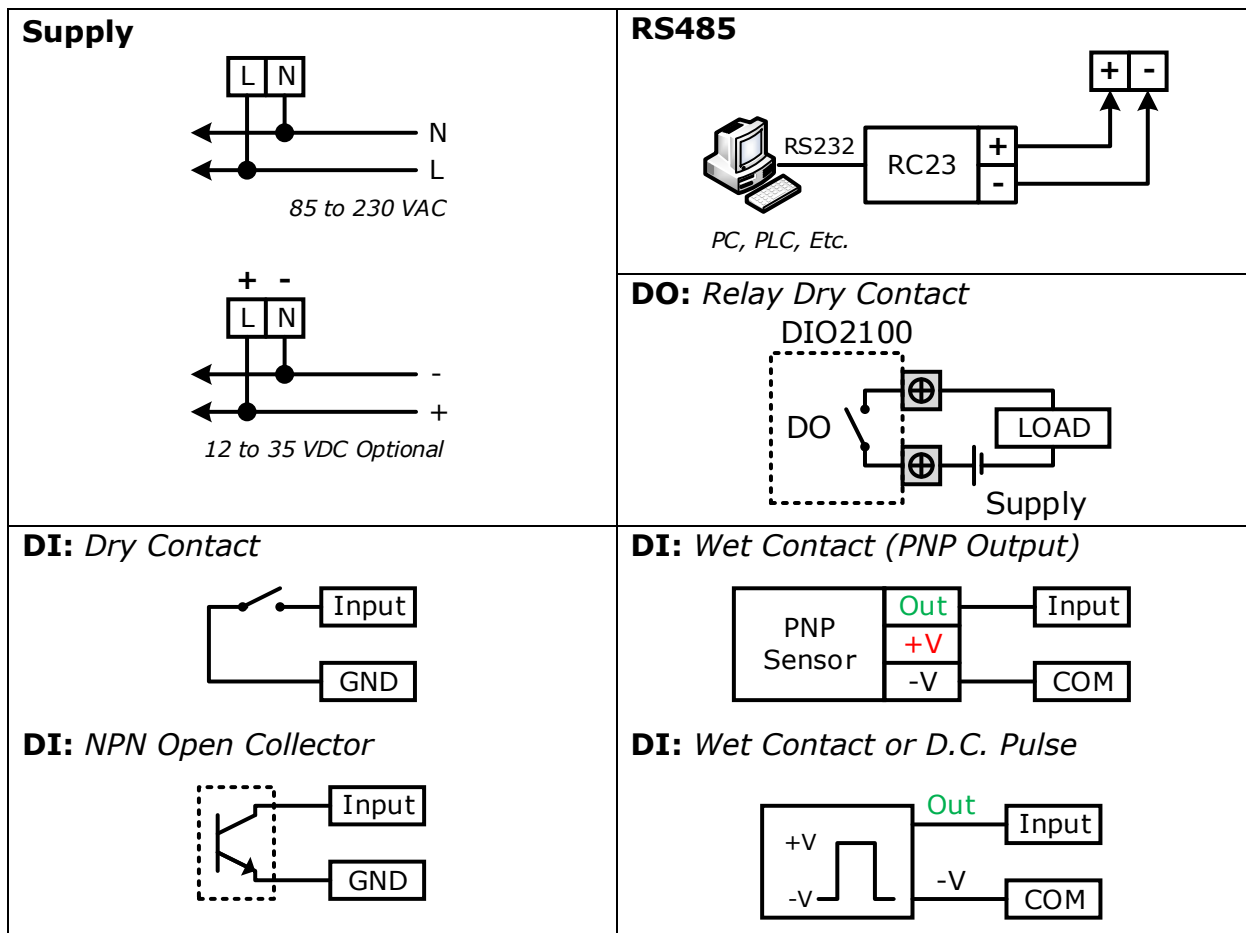 Supply
L N
N
L
85 to 230 VAC
+ -
L N
-
+
12 to 35 VDC Optional
RS485
+ -
RS232
RC23
+
-
PC, PLC, Etc.
DO: Relay Dry Contact
DIO2100
DO
LOAD
Supply
DI: Dry Contact
Input
GND
DI: NPN Open Collector
Input
GND
DI: Wet Contact (PNP Output)
PNP
Sensor
Out
+V
-V
Input
COM
DI: Wet Contact or D.C. Pulse
Out
Input
+V
-V
-V
COM